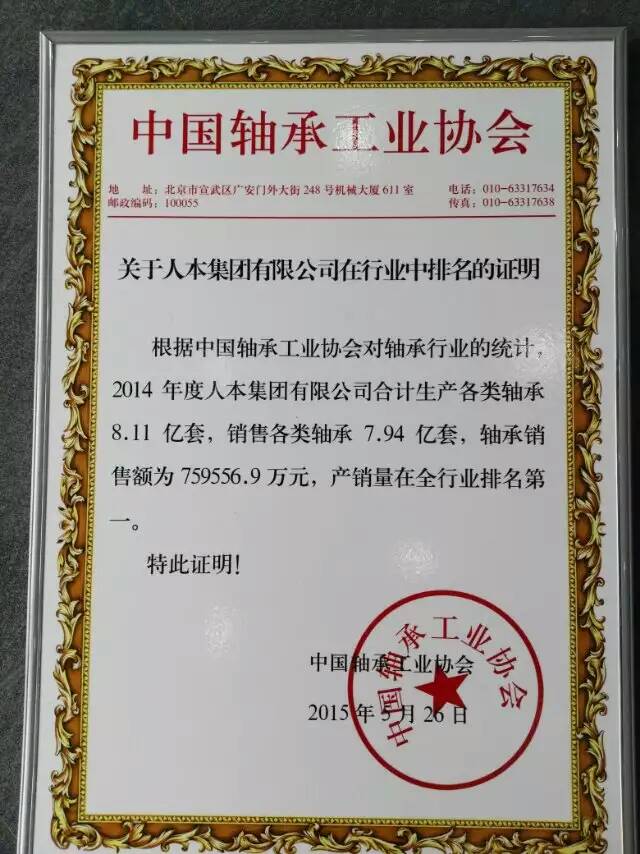 中国轴承工业协会
地　　址：北京市宣武区广安门外大街 248 号机械大厦 611 室　　电话：010-63317634
邮政编码：100055　　传真：010-63317638
关于人本集团有限公司在行业中排名的证明
根据中国轴承工业协会对轴承行业的统计，
2014 年度人本集团有限公司合计生产各类轴承
8.11 亿套，销售各类轴承 7.94 亿套，轴承销
售额为 759556.9 万元，产销量在全行业排名第
一。
特此证明！
中国轴承工业协会
2015 年 5 月 26 日
中国轴承工业协会